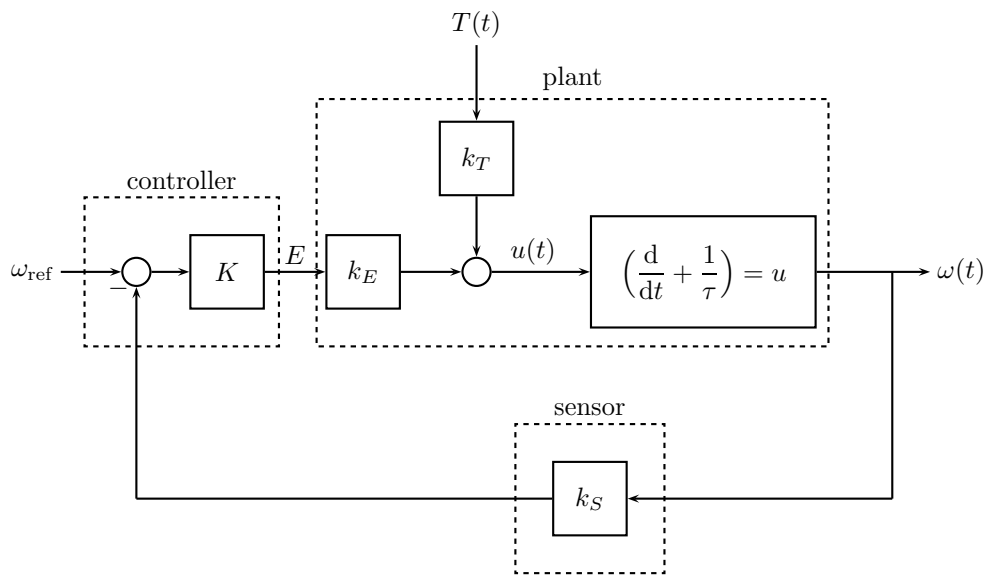 T(t)
plant
k_T
controller
ω_ref
−
K
E
k_E
u(t)
(d/dt + 1/τ) = u
ω(t)
sensor
k_S